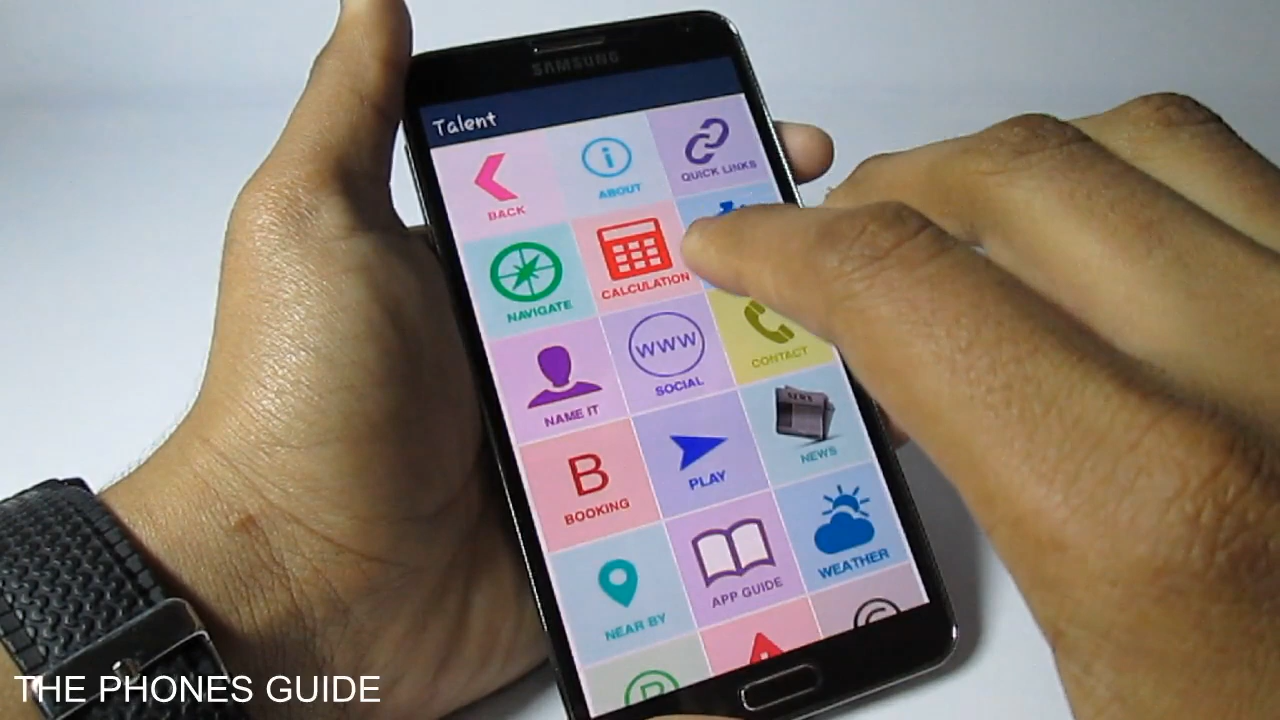 SAMSUNG
Talent
BACK
ABOUT
QUICK LINKS
NAVIGATE
CALCULATION
NAME IT
WWW
SOCIAL
CONTACT
B
BOOKING
PLAY
NEWS
NEAR BY
APP GUIDE
WEATHER
THE PHONES GUIDE